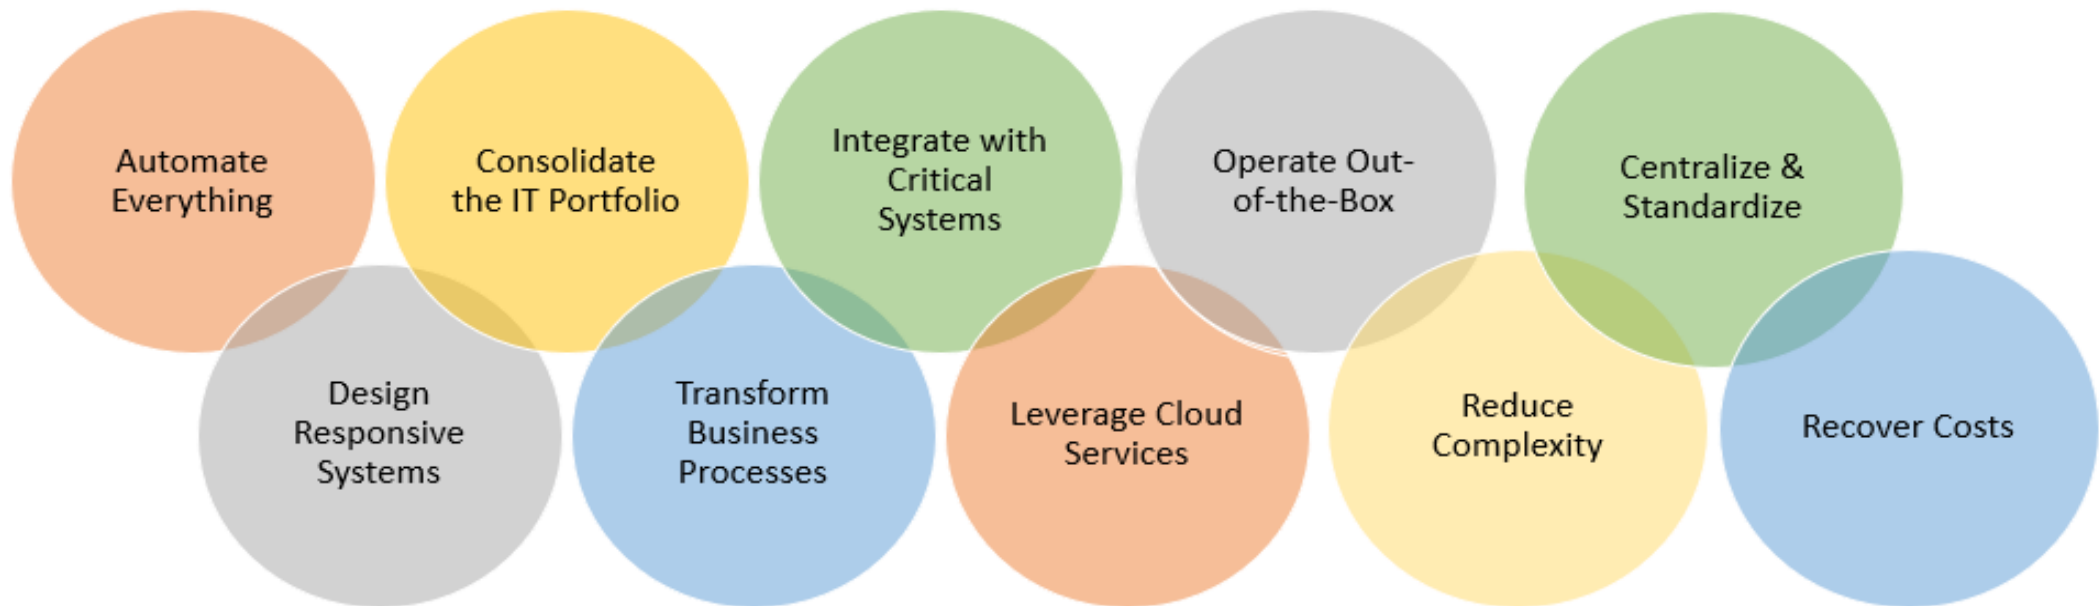 Automate
Everything
Consolidate
the IT Portfolio
Integrate with
Critical
Systems
Operate Out-
of-the-Box
Centralize &
Standardize
Design
Responsive
Systems
Transform
Business
Processes
Leverage Cloud
Services
Reduce
Complexity
Recover Costs